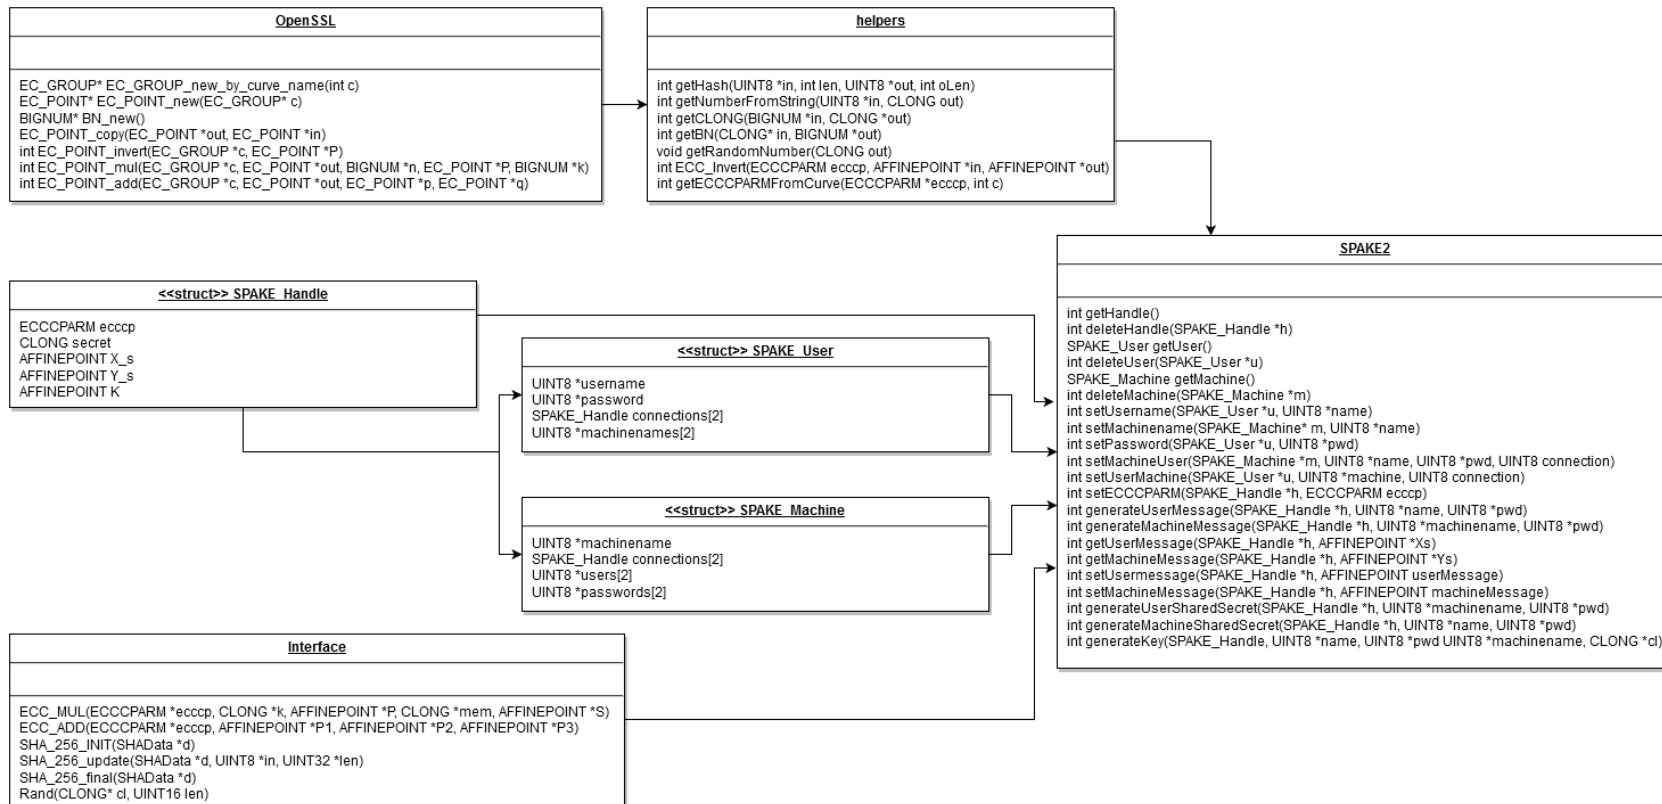 OpenSSL
EC_GROUP* EC_GROUP_new_by_curve_name(int c)
EC_POINT* EC_POINT_new(EC_GROUP* c)
BIGNUM* BN_new()
EC_POINT_copy(EC_POINT *out, EC_POINT *in)
int EC_POINT_invert(EC_GROUP *c, EC_POINT *P)
int EC_POINT_mul(EC_GROUP *c, EC_POINT *out, BIGNUM *n, EC_POINT *P, BIGNUM *k)
int EC_POINT_add(EC_GROUP *c, EC_POINT *out, EC_POINT *p, EC_POINT *q)
helpers
int getHash(UINT8 *in, int len, UINT8 *out, int oLen)
int getNumberFromString(UINT8 *in, CLONG out)
int getCLONG(BIGNUM *in, CLONG *out)
int getBN(CLONG* in, BIGNUM *out)
void getRandomNumber(CLONG out)
int ECC_Invert(ECCCPARM ecccp, AFFINEPOINT *in, AFFINEPOINT *out)
int getECCCPARMFromCurve(ECCCPARM *ecccp, int c)
SPAKE2
int getHandle()
int deleteHandle(SPAKE_Handle *h)
SPAKE_User getUser()
int deleteUser(SPAKE_User *u)
SPAKE_Machine getMachine()
int deleteMachine(SPAKE_Machine *m)
int setUsername(SPAKE_User *u, UINT8 *name)
int setMachinename(SPAKE_Machine* m, UINT8 *name)
int setPassword(SPAKE_User *u, UINT8 *pwd)
int setMachineUser(SPAKE_Machine *m, UINT8 *name, UINT8 *pwd, UINT8 connection)
int setUserMachine(SPAKE_User *u, UINT8 *machine, UINT8 connection)
int setECCCPARM(SPAKE_Handle *h, ECCCPARM ecccp)
int generateUserMessage(SPAKE_Handle *h, UINT8 *name, UINT8 *pwd)
int generateMachineMessage(SPAKE_Handle *h, UINT8 *machinename, UINT8 *pwd)
int getUserMessage(SPAKE_Handle *h, AFFINEPOINT *Xs)
int getMachineMessage(SPAKE_Handle *h, AFFINEPOINT *Ys)
int setUsermessage(SPAKE_Handle *h, AFFINEPOINT userMessage)
int setMachineMessage(SPAKE_Handle *h, AFFINEPOINT machineMessage)
int generateUserSharedSecret(SPAKE_Handle *h, UINT8 *machinename, UINT8 *pwd)
int generateMachineSharedSecret(SPAKE_Handle *h, UINT8 *name, UINT8 *pwd)
int generateKey(SPAKE_Handle, UINT8 *name, UINT8 *pwd UINT8 *machinename, CLONG *cl)
<<struct>> SPAKE_Handle
ECCCPARM ecccp
CLONG secret
AFFINEPOINT X_s
AFFINEPOINT Y_s
AFFINEPOINT K
<<struct>> SPAKE_User
UINT8 *username
UINT8 *password
SPAKE_Handle connections[2]
UINT8 *machinenames[2]
<<struct>> SPAKE_Machine
UINT8 *machinename
SPAKE_Handle connections[2]
UINT8 *users[2]
UINT8 *passwords[2]
Interface
ECC_MUL(ECCCPARM *ecccp, CLONG *k, AFFINEPOINT *P, CLONG *mem, AFFINEPOINT *S)
ECC_ADD(ECCCPARM *ecccp, AFFINEPOINT *P1, AFFINEPOINT *P2, AFFINEPOINT *P3)
SHA_256_INIT(SHAData *d)
SHA_256_update(SHAData *d, UINT8 *in, UINT32 *len)
SHA_256_final(SHAData *d)
Rand(CLONG* cl, UINT16 len)